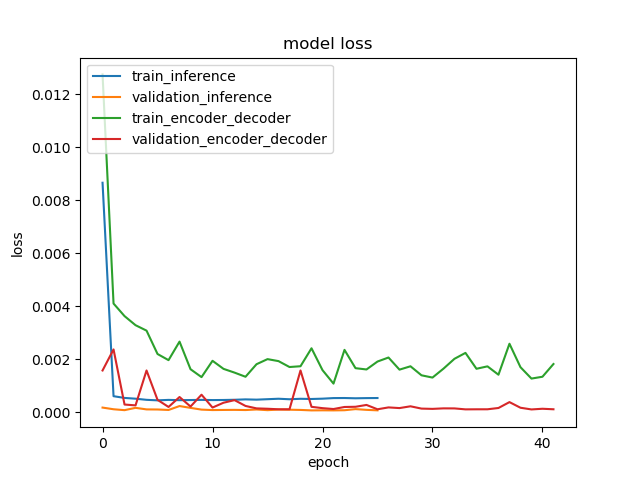 model loss
train_inference
validation_inference
train_encoder_decoder
validation_encoder_decoder
0.012
0.010
0.008
0.006
0.004
0.002
0.000
loss
0 10 20 30 40
epoch